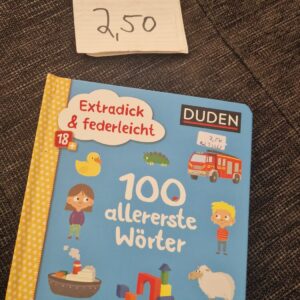 2,50
Extradick
& federleicht
DUDEN
18+
100
allererste
Wörter